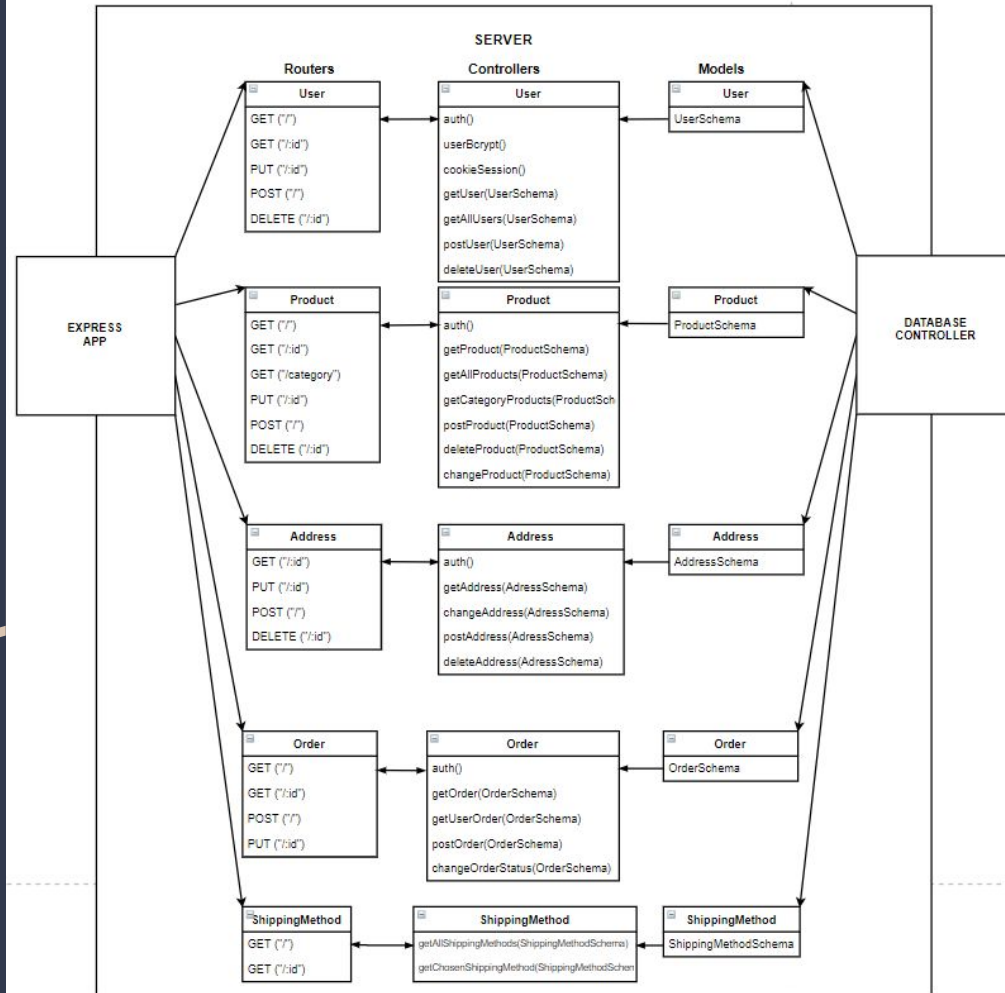 SERVER
Routers
Controllers
Models
User
GET ("/")
GET ("/:id")
PUT ("/:id")
POST ("/")
DELETE ("/:id")
User
auth()
userBcrypt()
cookieSession()
getUser(UserSchema)
getAllUsers(UserSchema)
postUser(UserSchema)
deleteUser(UserSchema)
User
UserSchema
EXPRESS
APP
DATABASE
CONTROLLER
Product
GET ("/")
GET ("/:id")
GET ("/category")
PUT ("/:id")
POST ("/")
DELETE ("/:id")
Product
auth()
getProduct(ProductSchema)
getAllProducts(ProductSchema)
getCategoryProducts(ProductSch
postProduct(ProductSchema)
deleteProduct(ProductSchema)
changeProduct(ProductSchema)
Product
ProductSchema
Address
GET ("/:id")
PUT ("/:id")
POST ("/")
DELETE ("/:id")
Address
auth()
getAddress(AdressSchema)
changeAddress(AdressSchema)
postAddress(AdressSchema)
deleteAddress(AdressSchema)
Address
AddressSchema
Order
GET ("/")
GET ("/:id")
POST ("/")
PUT ("/:id")
Order
auth()
getOrder(OrderSchema)
getUserOrder(OrderSchema)
postOrder(OrderSchema)
changeOrderStatus(OrderSchema)
Order
OrderSchema
ShippingMethod
GET ("/")
GET ("/:id")
ShippingMethod
getAllShippingMethods(ShippingMethodSchema)
getChosenShippingMethod(ShippingMethodSchem
ShippingMethod
ShippingMethodSchema